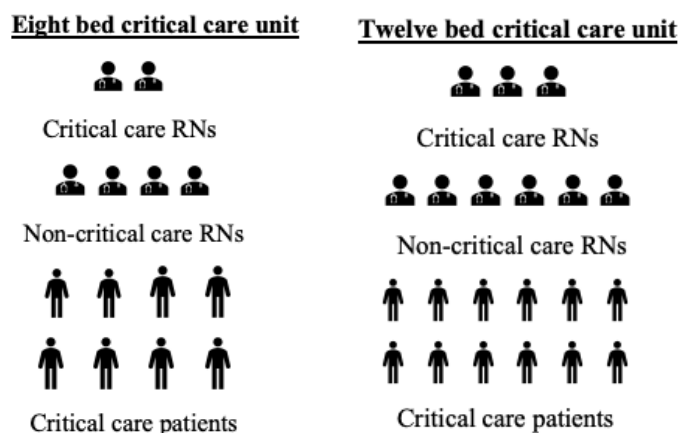 Eight bed critical care unit
Critical care RNs
Non-critical care RNs
Critical care patients
Twelve bed critical care unit
Critical care RNs
Non-critical care RNs
Critical care patients